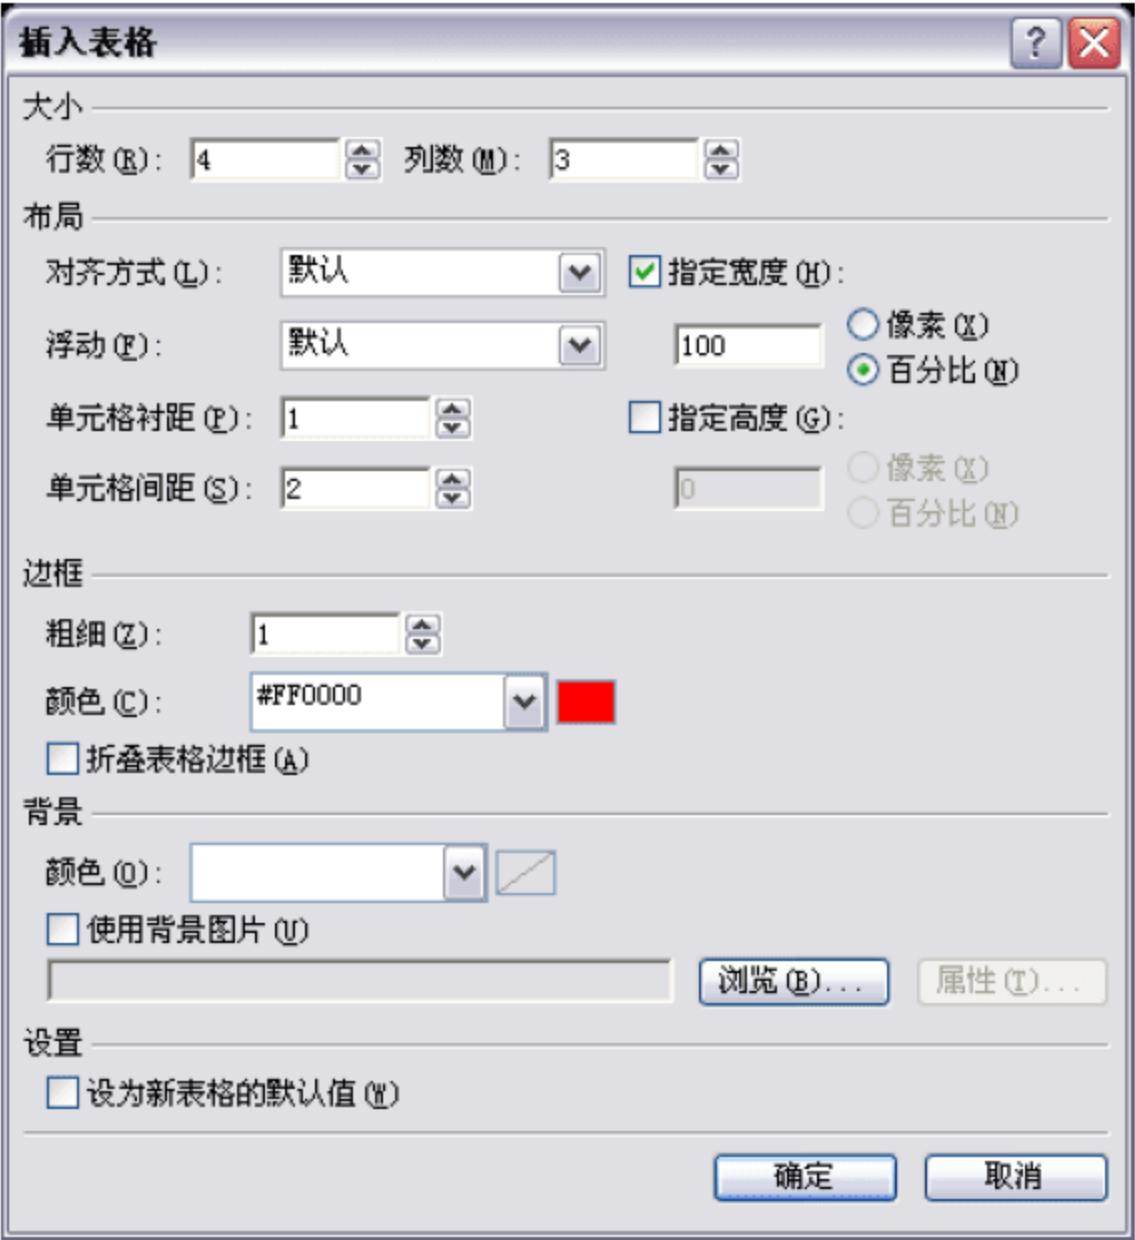 插入表格
大小
行数(R): 4 列数(M): 3
布局
对齐方式(L): 默认 指定宽度(H):
浮动(F): 默认 100 像素(X)
百分比(N)
单元格衬距(P): 1 指定高度(G):
单元格间距(S): 2 0 像素(X)
百分比(N)
边框
粗细(Z): 1
颜色(C): #FF0000
折叠表格边框(A)
背景
颜色(O):
使用背景图片(U)
浏览(B)... 属性(T)...
设置
设为新表格的默认值(W)
确定 取消